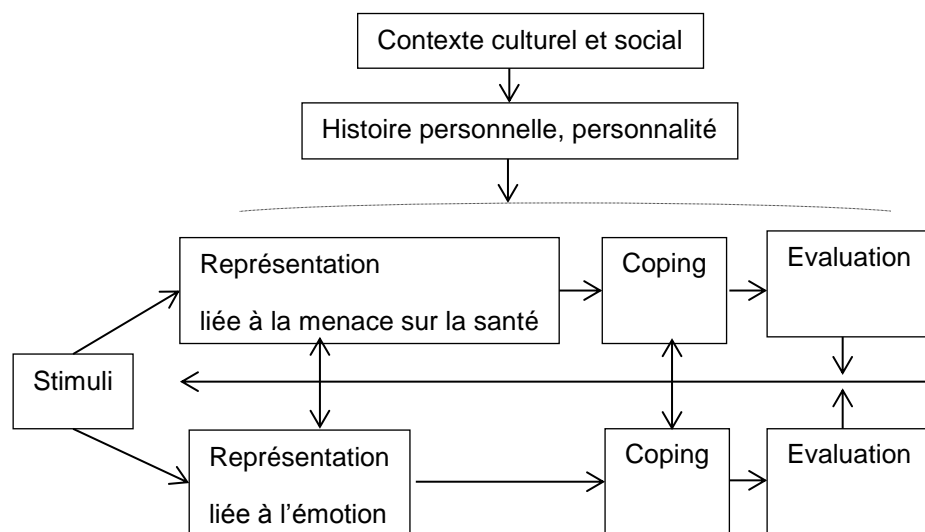 Contexte culturel et social
Histoire personnelle, personnalité
Représentation
liée à la menace sur la santé
Coping
Evaluation
Stimuli
Représentation
liée à l’émotion
Coping
Evaluation